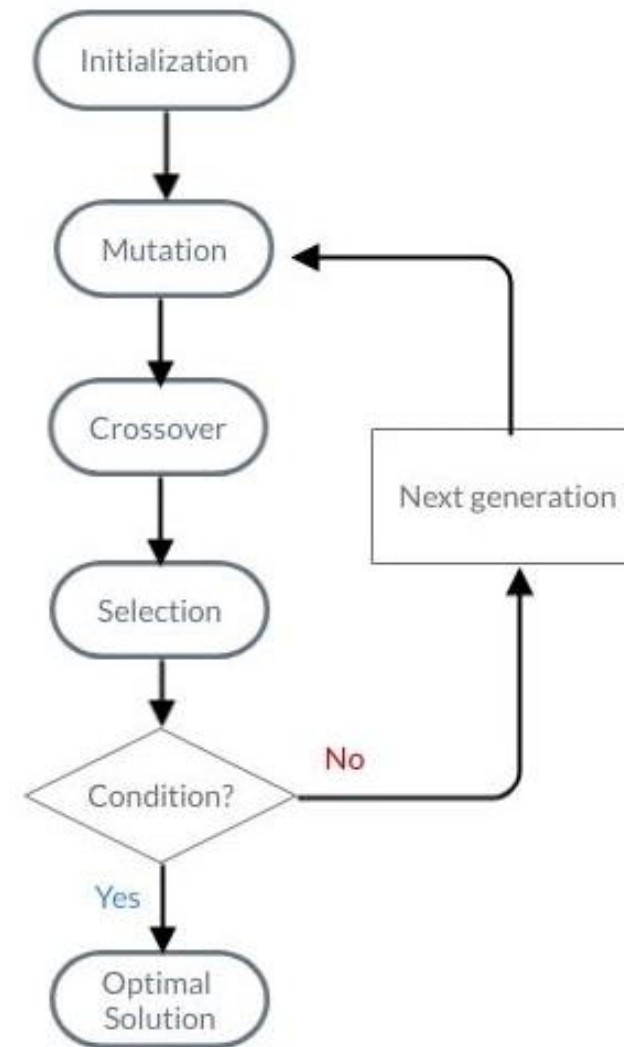 Initialization
Mutation
Crossover
Next generation
Selection
No
Condition?
Yes
Optimal
Solution